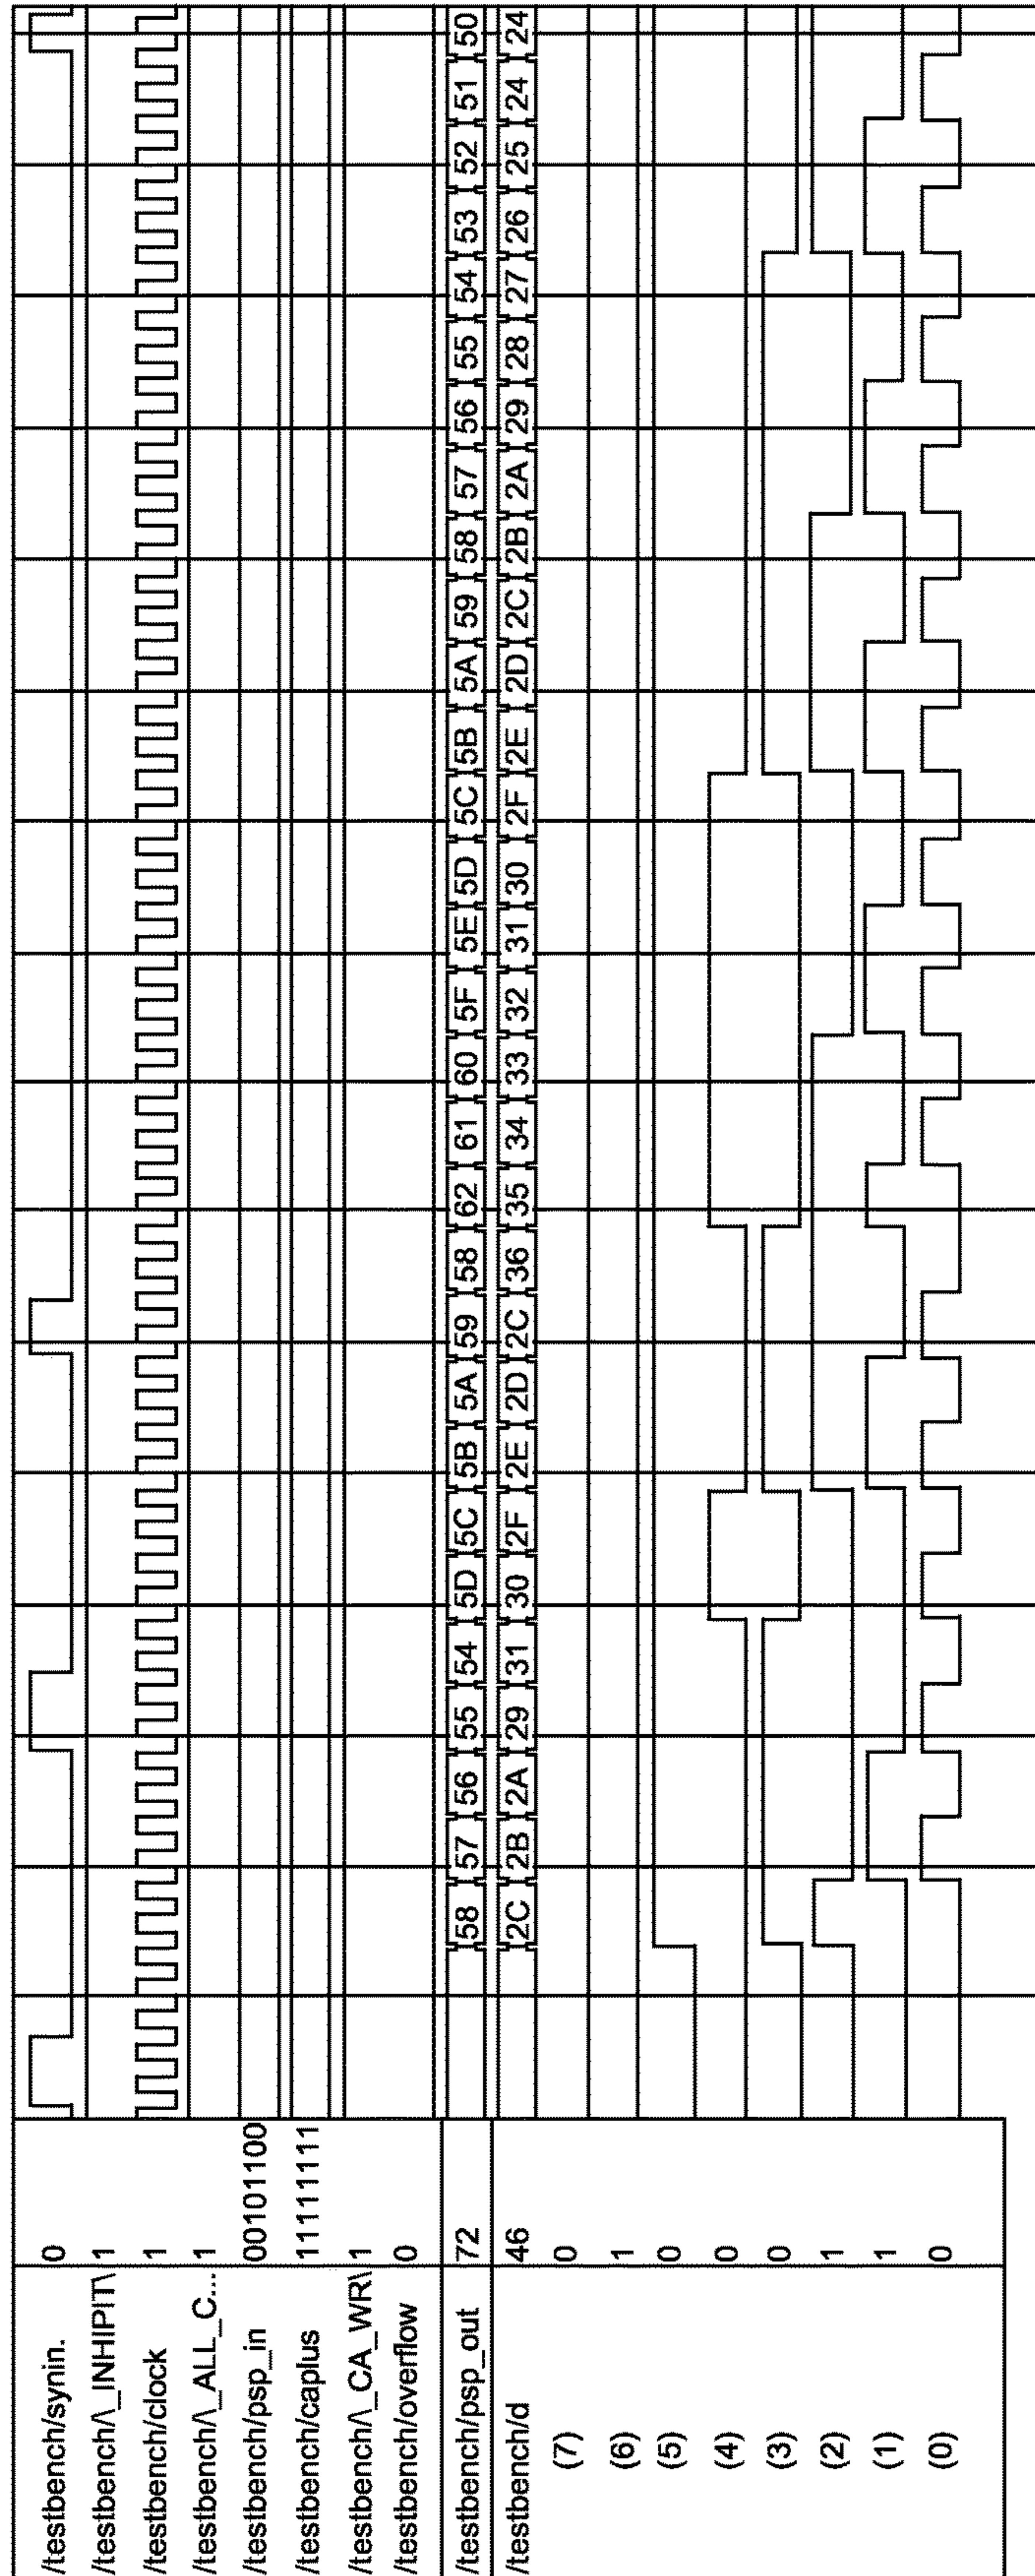 /testbench/synin. 0
/testbench/\_INHIPIT\ 1
/testbench/clock 1
/testbench/\_ALL_C... 1
/testbench/psp_in 00101100
/testbench/caplus 11111111
/testbench/\_CA_WR\ 1
/testbench/overflow 0
/testbench/psp_out 72 58 57 56 55 54 5D 5C 5B 5A 59 58 62 61 60 5F 5E 5D 5C 5B 5A 59 58 57 56 55 54 53 52 51 50
/testbench/d 46 2C 2B 2A 29 31 30 2F 2E 2D 2C 36 35 34 33 32 31 30 2F 2E 2D 2C 2B 2A 29 28 27 26 25 24 24
(7) 0
(6) 1
(5) 0
(4) 0
(3) 0
(2) 1
(1) 1
(0) 0